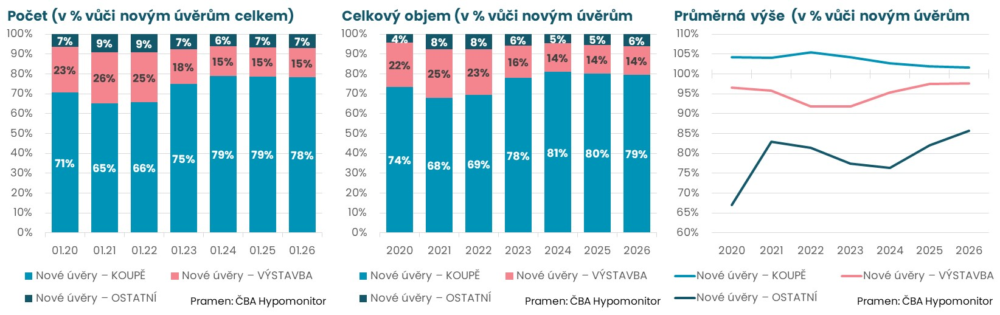 Počet (v % vůči novým úvěrům celkem)
100%
90%
80%
70%
60%
50%
40%
30%
20%
10%
0%
7% 9% 9% 7% 6% 7% 7%
23% 26% 25% 18% 15% 15% 15%
71% 65% 66% 75% 79% 79% 78%
01.20 01.21 01.22 01.23 01.24 01.25 01.26
Nové úvěry – KOUPĚ Nové úvěry – VÝSTAVBA
Nové úvěry – OSTATNÍ
Pramen: ČBA Hypomonitor
Celkový objem (v % vůči novým úvěrům
100%
90%
80%
70%
60%
50%
40%
30%
20%
10%
0%
4% 8% 8% 6% 5% 5% 6%
22% 25% 23% 16% 14% 14% 14%
74% 68% 69% 78% 81% 80% 79%
2020 2021 2022 2023 2024 2025 2026
Nové úvěry – KOUPĚ Nové úvěry – VÝSTAVBA
Nové úvěry – OSTATNÍ
Pramen: ČBA Hypomonitor
Průměrná výše (v % vůči novým úvěrům
110%
105%
100%
95%
90%
85%
80%
75%
70%
65%
60%
2020 2021 2022 2023 2024 2025 2026
Nové úvěry – KOUPĚ Nové úvěry – VÝSTAVBA
Nové úvěry – OSTATNÍ
Pramen: ČBA Hypomonitor